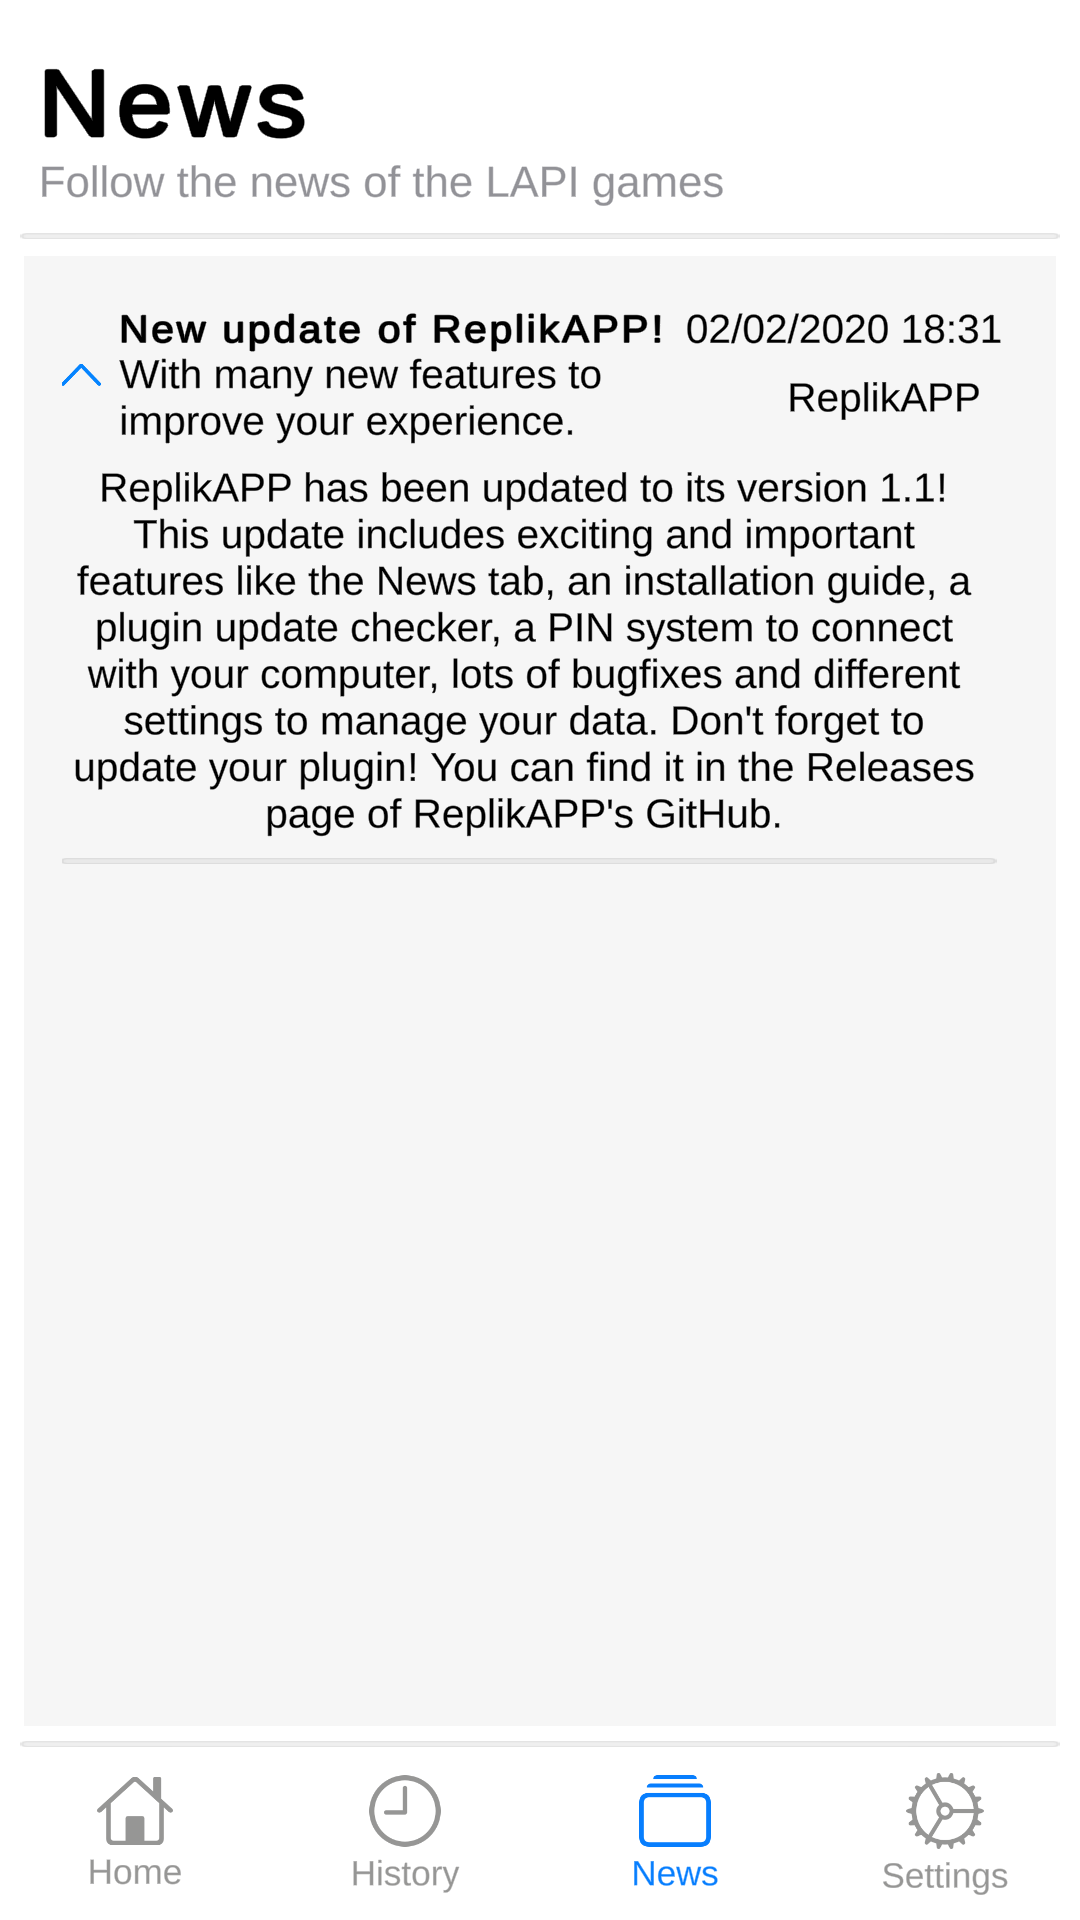 News
Follow the news of the LAPI games
New update of ReplikAPP! 02/02/2020 18:31
With many new features to
improve your experience.
ReplikAPP
ReplikAPP has been updated to its version 1.1!
This update includes exciting and important
features like the News tab, an installation guide, a
plugin update checker, a PIN system to connect
with your computer, lots of bugfixes and different
settings to manage your data. Don't forget to
update your plugin! You can find it in the Releases
page of ReplikAPP's GitHub.
Home
History
News
Settings